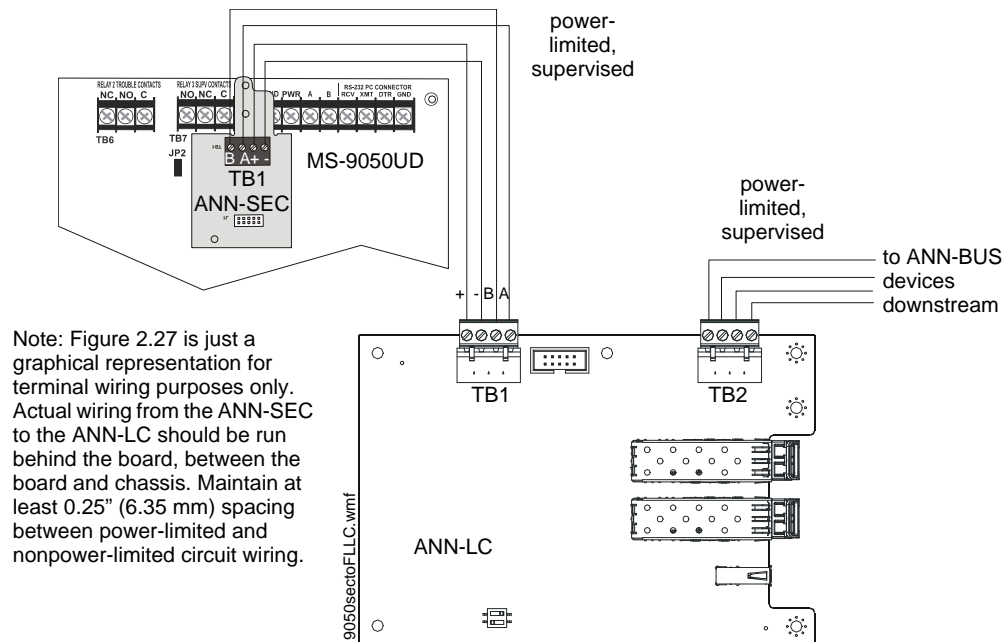 power-
limited,
supervised
RELAY 2 TROUBLE CONTACTS
NC NO C
RELAY 3 SUPV CONTACTS
NO NC C
PWR A B
RS-232 PC CONNECTOR
RCV XMT DTR GND
TB6
TB7
JP2
TB1
B A + -
TB1
ANN-SEC
MS-9050UD
power-
limited,
supervised
to ANN-BUS
devices
downstream
+ - B A
TB1
TB2
Note: Figure 2.27 is just a
graphical representation for
terminal wiring purposes only.
Actual wiring from the ANN-SEC
to the ANN-LC should be run
behind the board, between the
board and chassis. Maintain at
least 0.25” (6.35 mm) spacing
between power-limited and
nonpower-limited circuit wiring.
ANN-LC
9050sectoFLLC.wmf